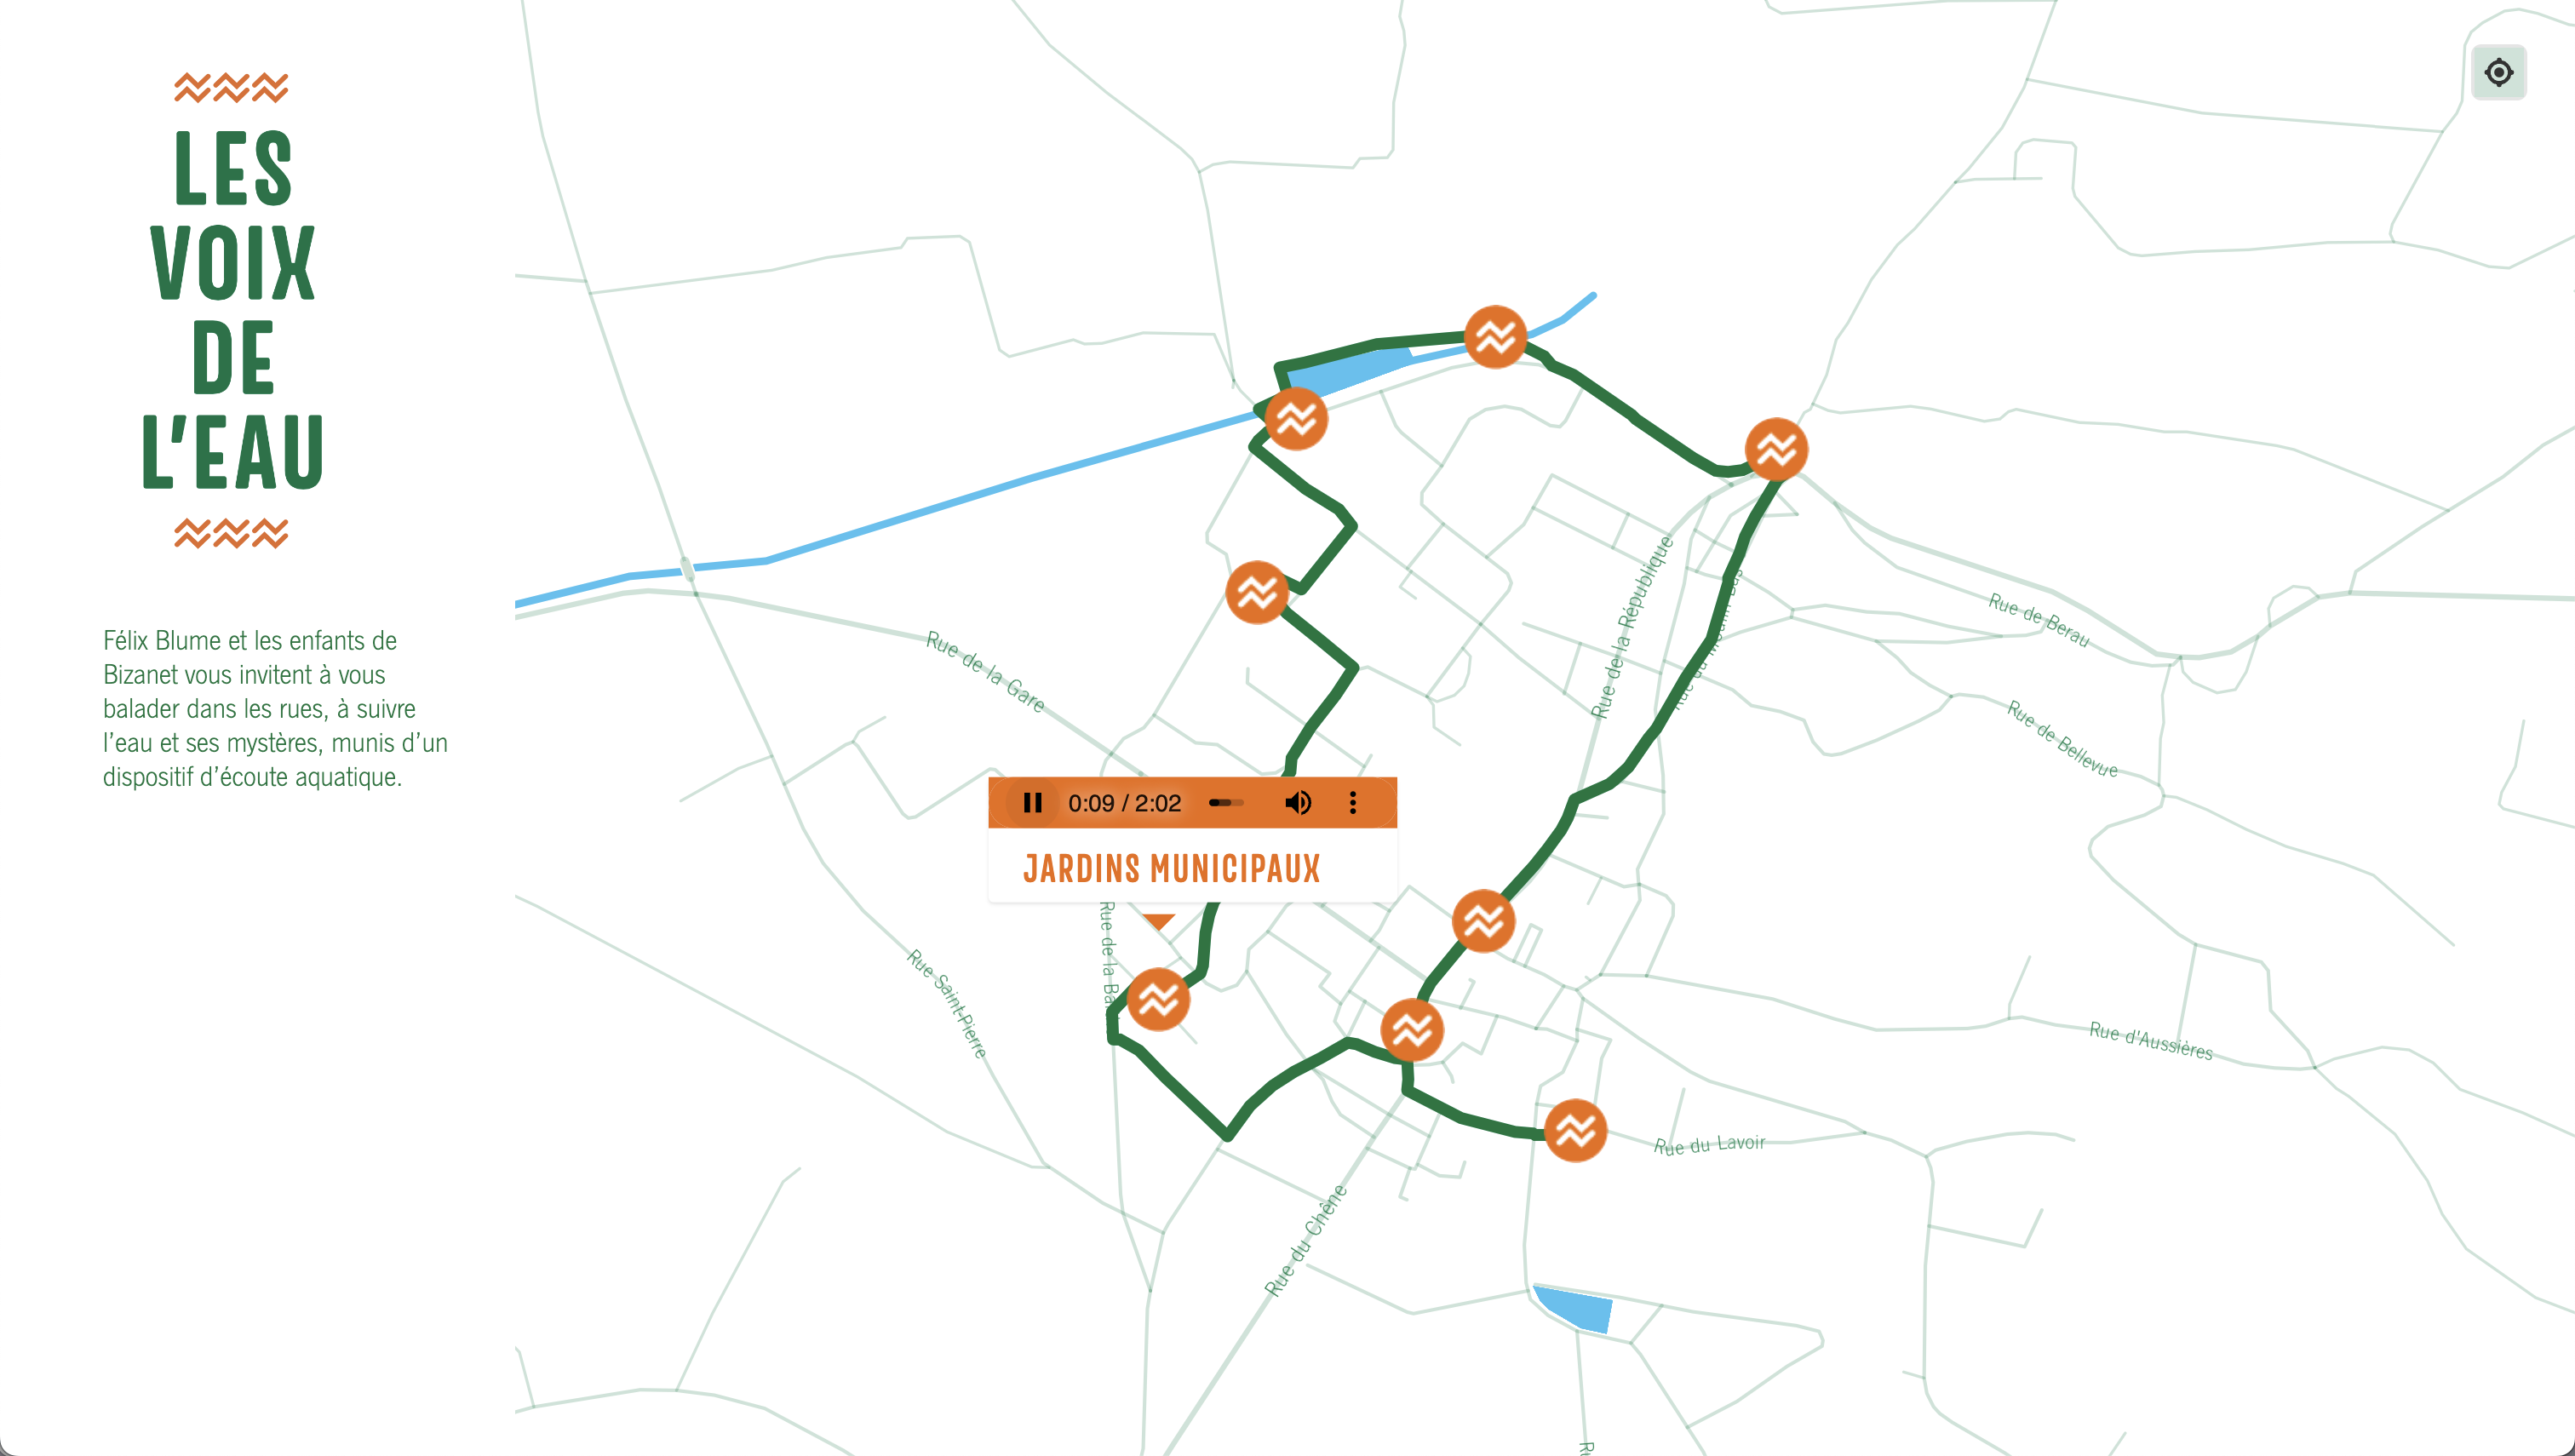 LES
VOIX
DE
L'EAU
Félix Blume et les enfants de
Bizanet vous invitent à vous
balader dans les rues, à suivre
l'eau et ses mystères, munis d'un
dispositif d'écoute aquatique.
Rue de la République
Rue de Berau
Rue de la Gare
Rue de Bellevue
0:09 / 2:02
JARDINS MUNICIPAUX
Rue de la
Rue Saint-Pierre
Rue d'Aussières
Rue du Lavoir
Rue du Chêne